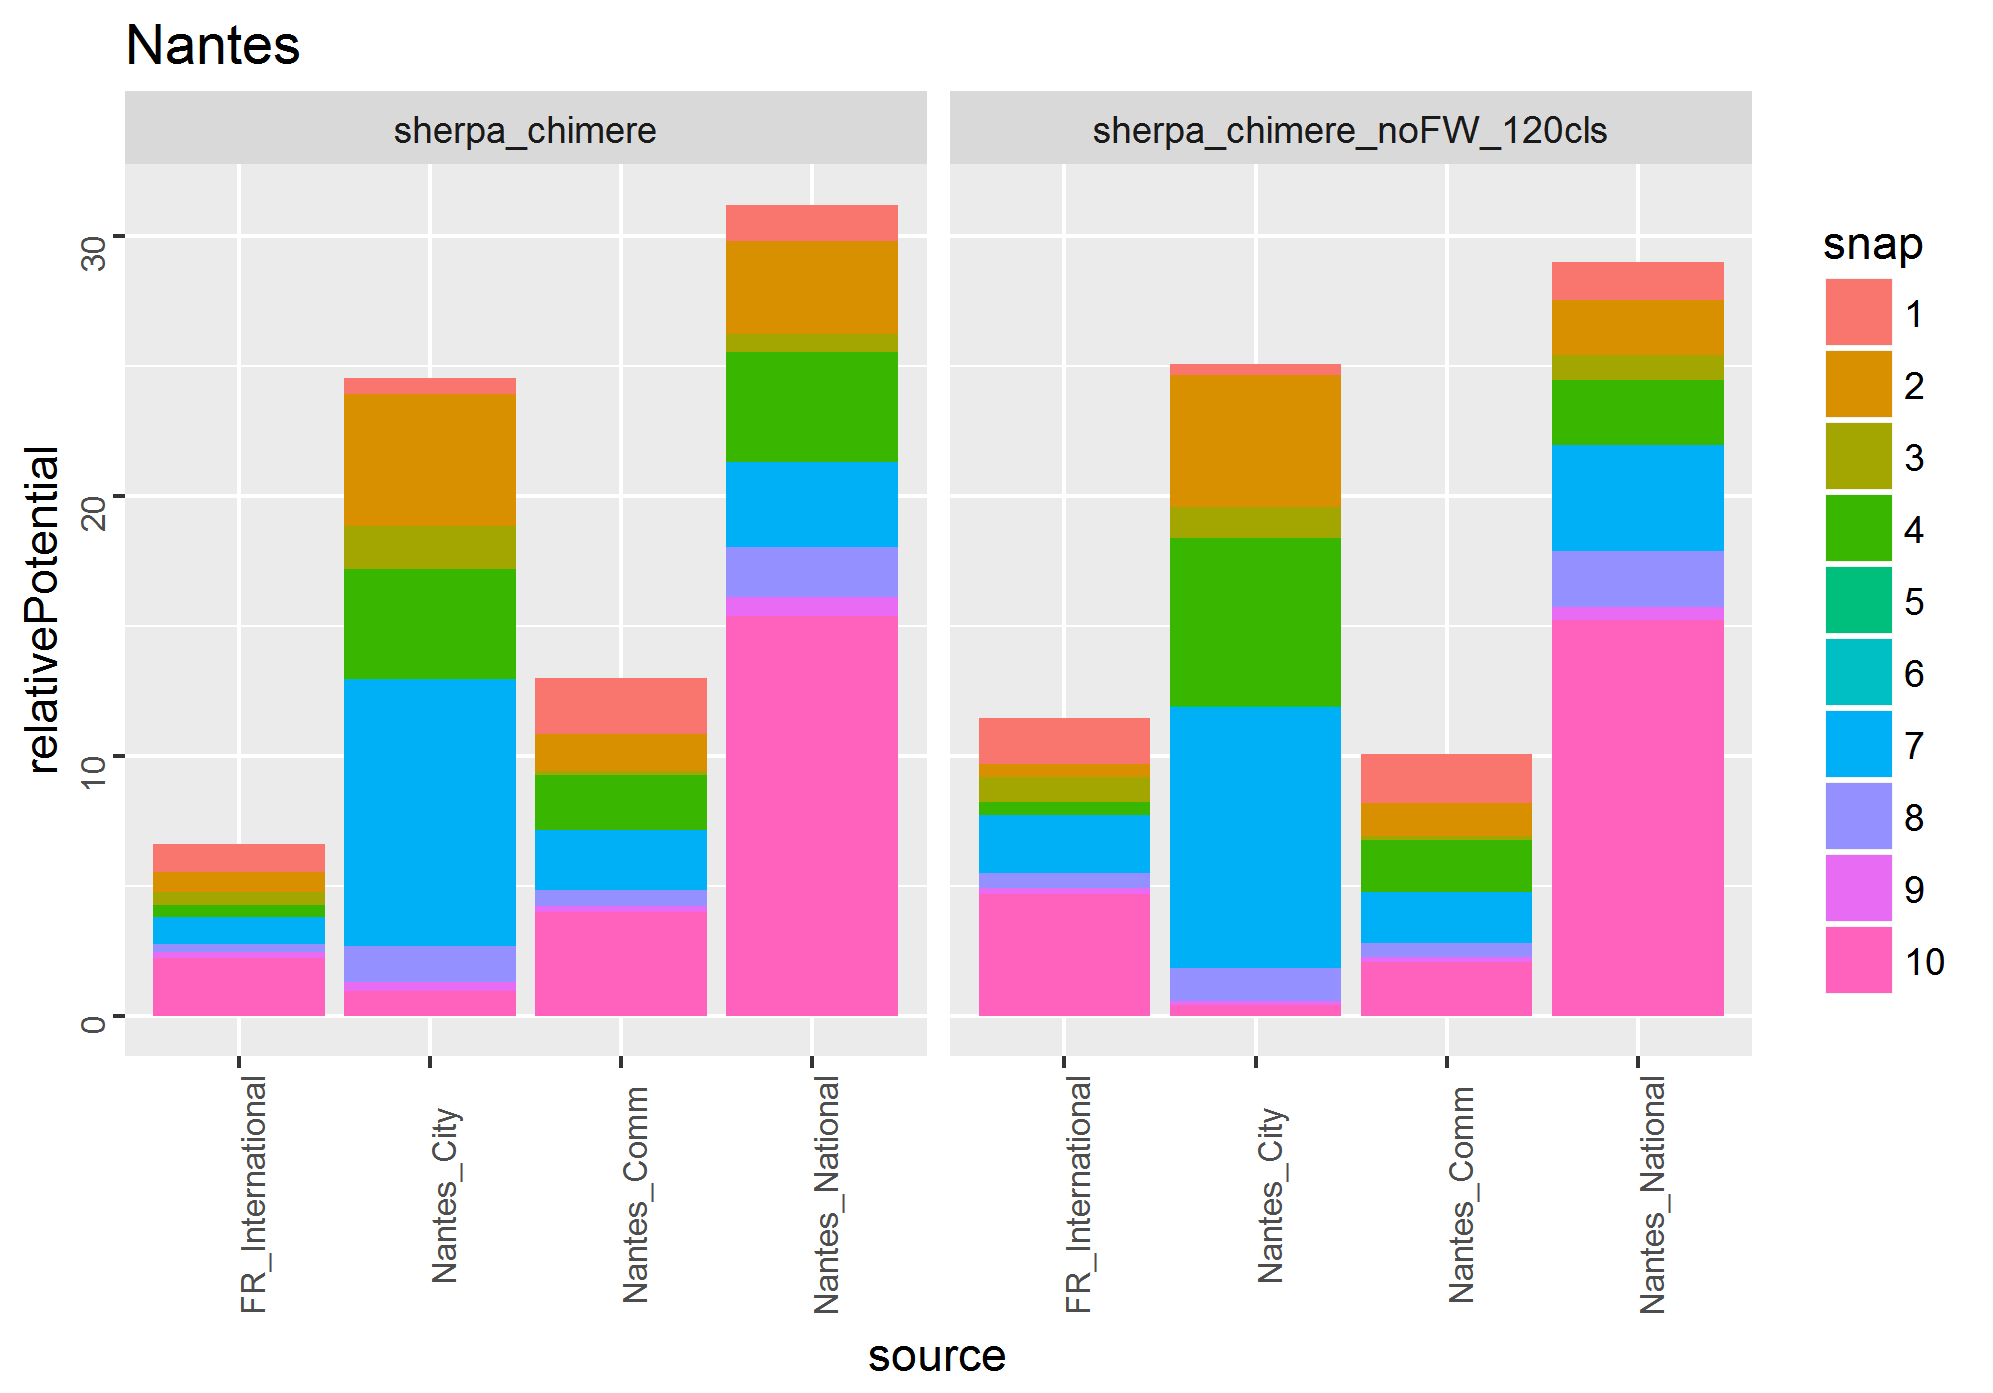 Nantes
sherpa_chimere
sherpa_chimere_noFW_120cls
relativePotential
30
20
10
0
FR_International
Nantes_City
Nantes_Comm
Nantes_National
FR_International
Nantes_City
Nantes_Comm
Nantes_National
source
snap
1
2
3
4
5
6
7
8
9
10